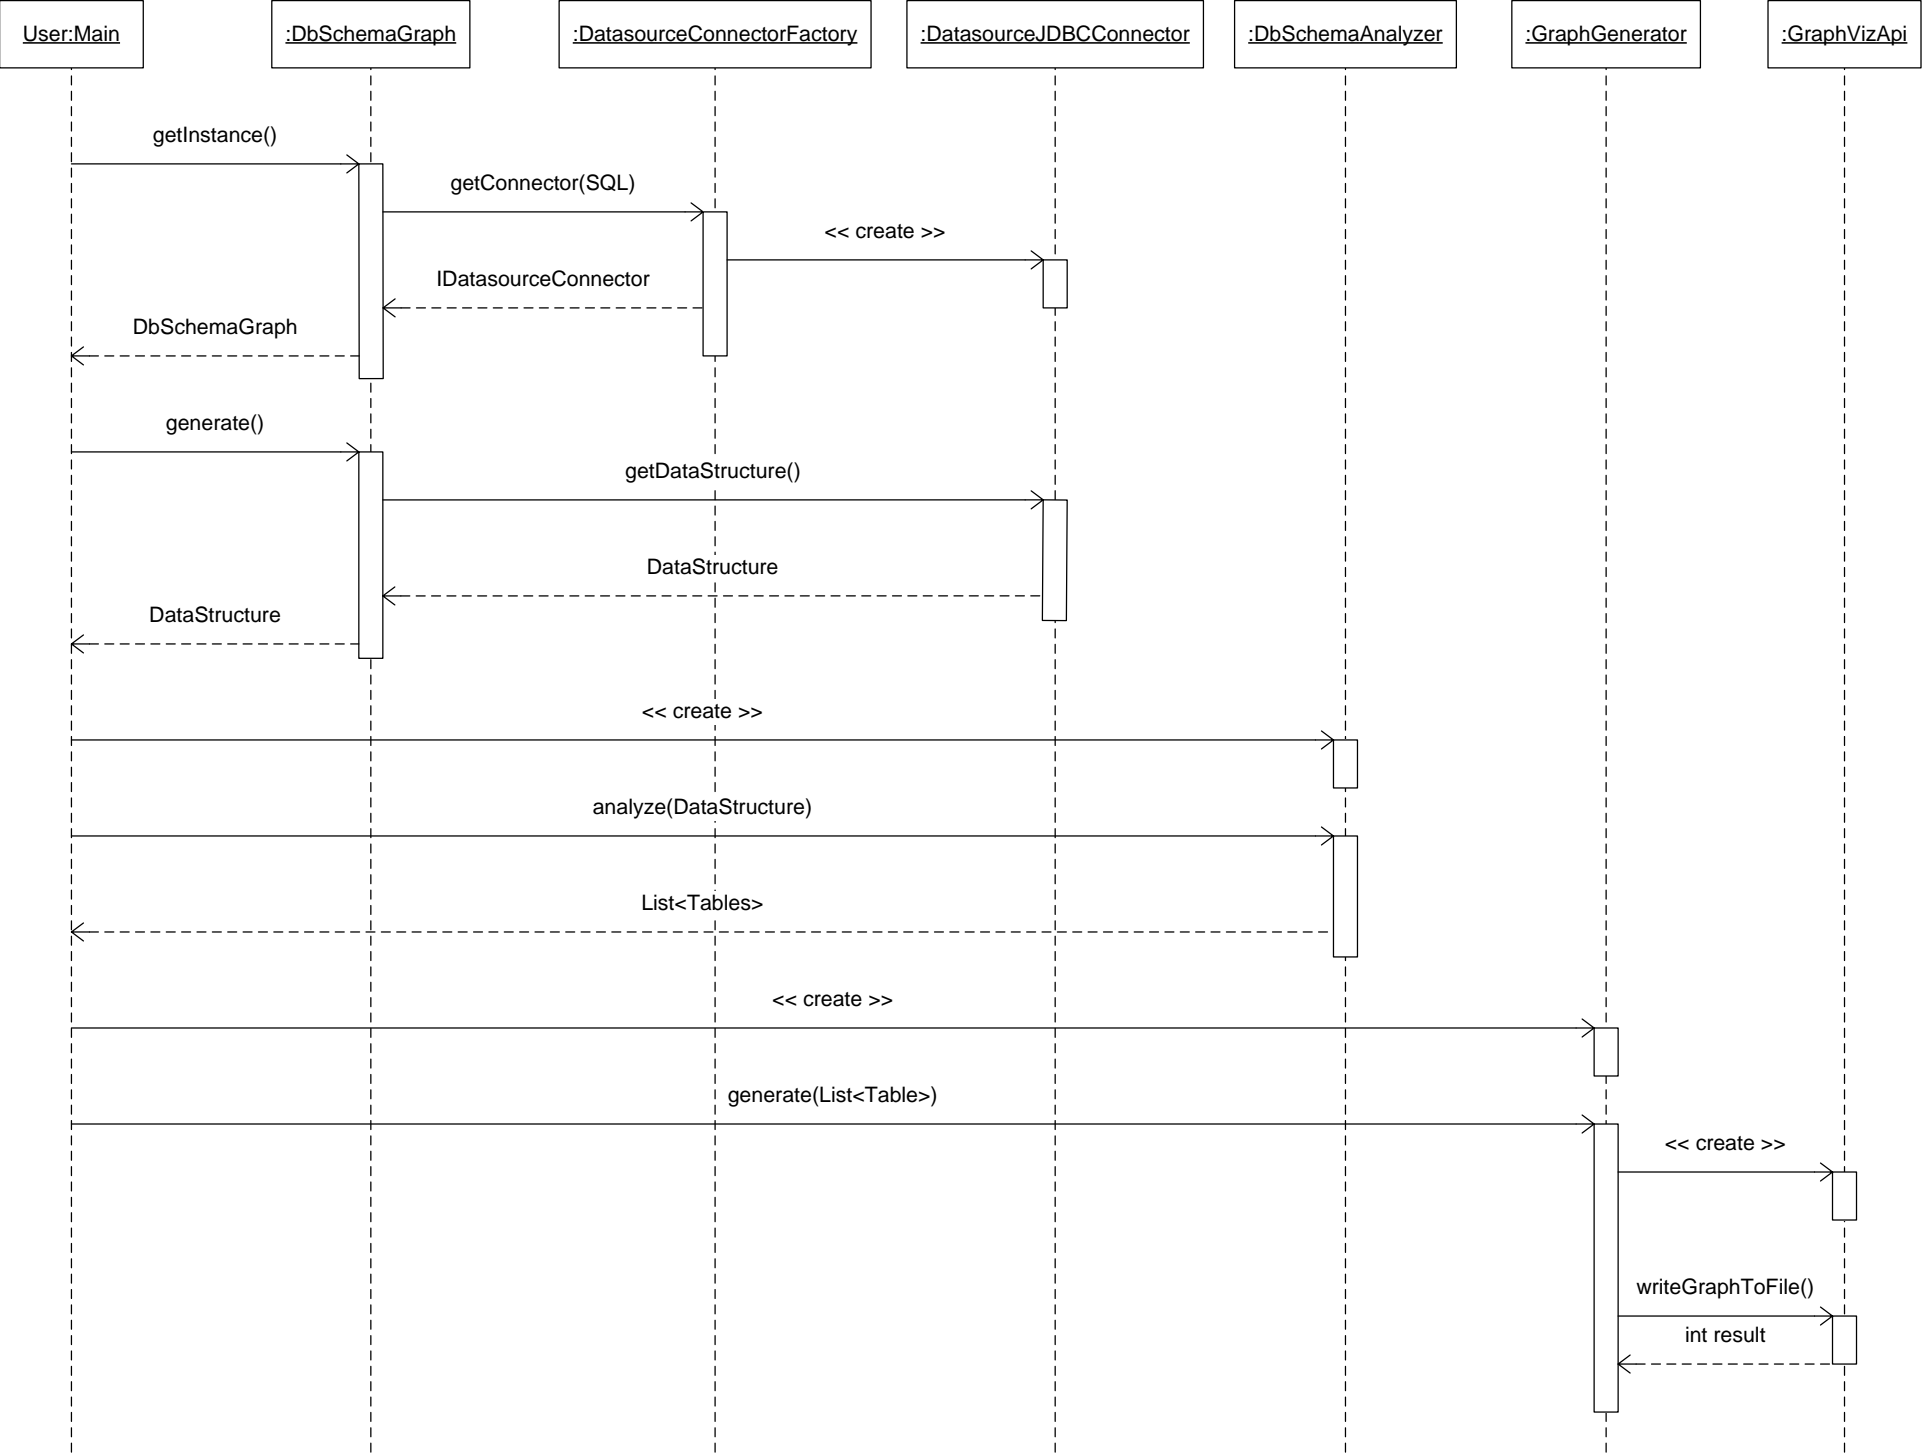 User:Main
:DbSchemaGraph
:DatasourceConnectorFactory
:DatasourceJDBCConnector
:DbSchemaAnalyzer
:GraphGenerator
:GraphVizApi
getInstance()
getConnector(SQL)
<< create >>
IDatasourceConnector
DbSchemaGraph
generate()
getDataStructure()
DataStructure
DataStructure
<< create >>
analyze(DataStructure)
List<Tables>
<< create >>
generate(List<Table>)
<< create >>
writeGraphToFile()
int result